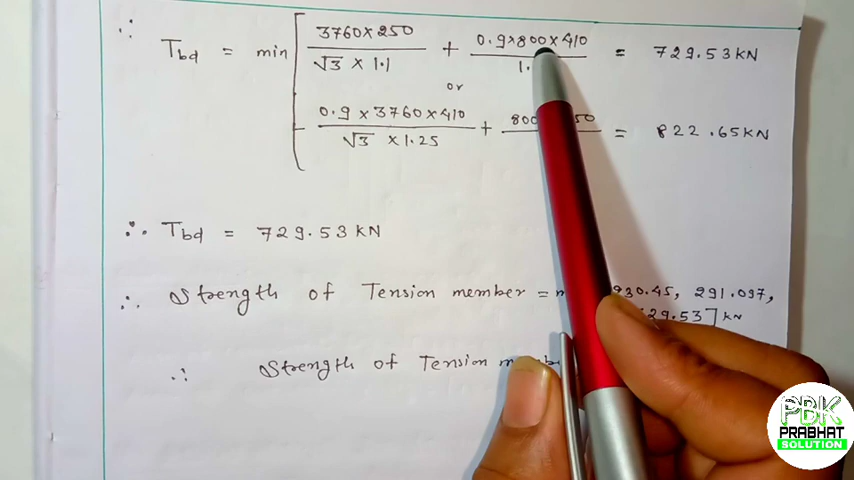 ∴ Tbd = min [ 3760×250 / √3 × 1.1 + 0.9×800×410 / 1. = 729.53 KN
or
0.9 × 3760 × 410 / √3 × 1.25 + 800 50 = 822.65 KN
∴ Tbd = 729.53 KN
∴ Strength of Tension member = 930.45, 291.097,
29.53] KN
∴ Strength of Tension
PBK
PRABHAT
SOLUTION